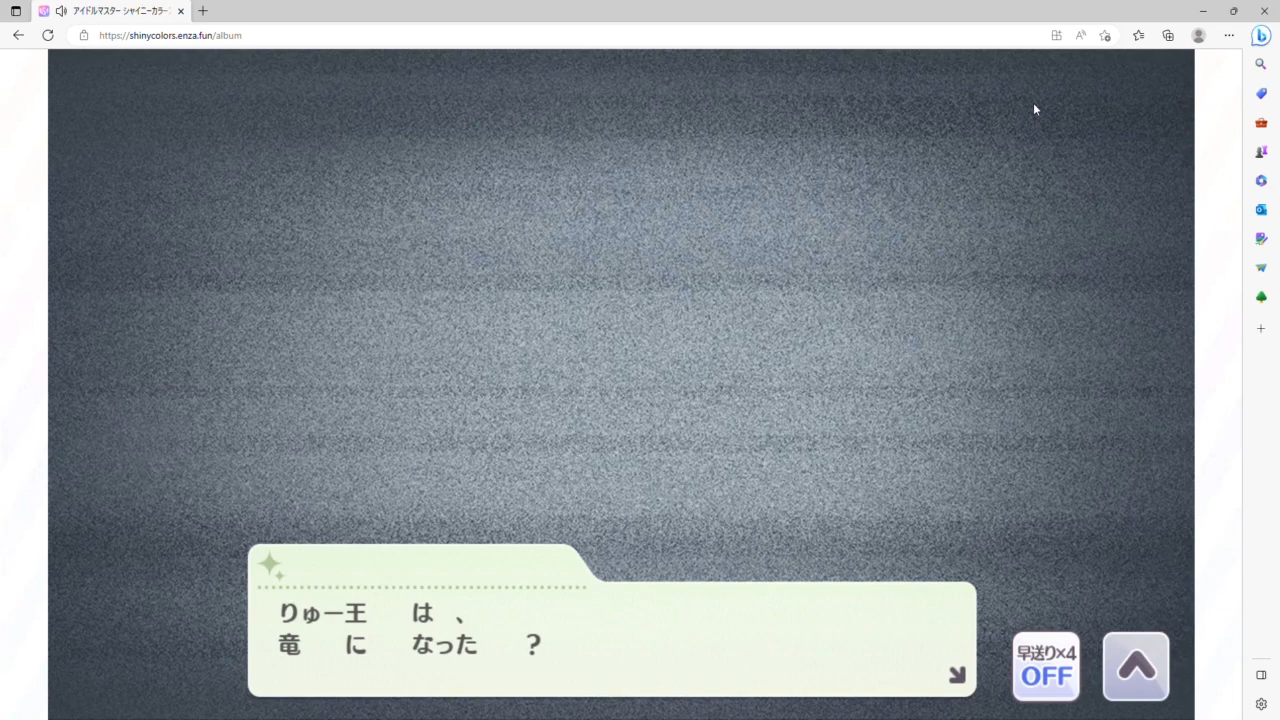 アイドルマスター シャイニーカラー
https://shinycolors.enza.fun/album
りゅー王　は　、
竜　に　なった　？
早送り×4
OFF